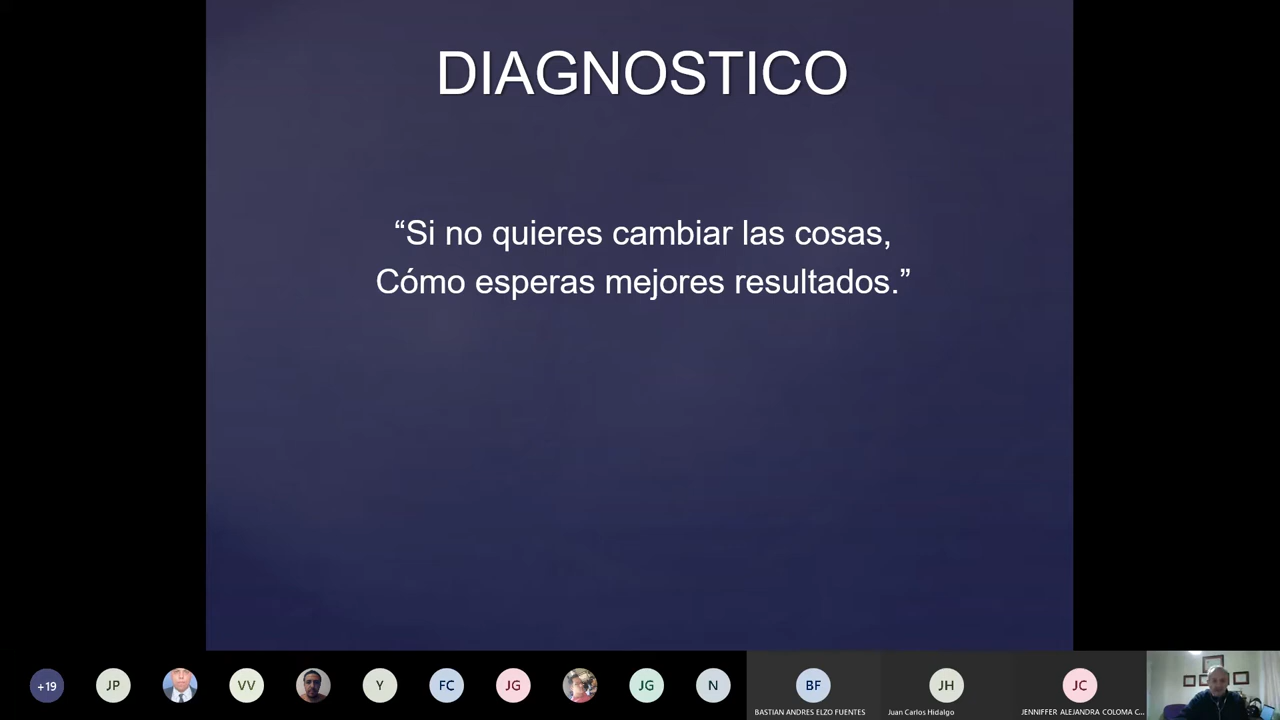 DIAGNOSTICO
“Si no quieres cambiar las cosas,
Cómo esperas mejores resultados.”
+19
JP
VV
Y
FC
JG
JG
N
BF
JH
JC
BASTIAN ANDRES ELZO FUENTES
Juan Carlos Hidalgo
JENNIFFER ALEJANDRA COLOMA C...